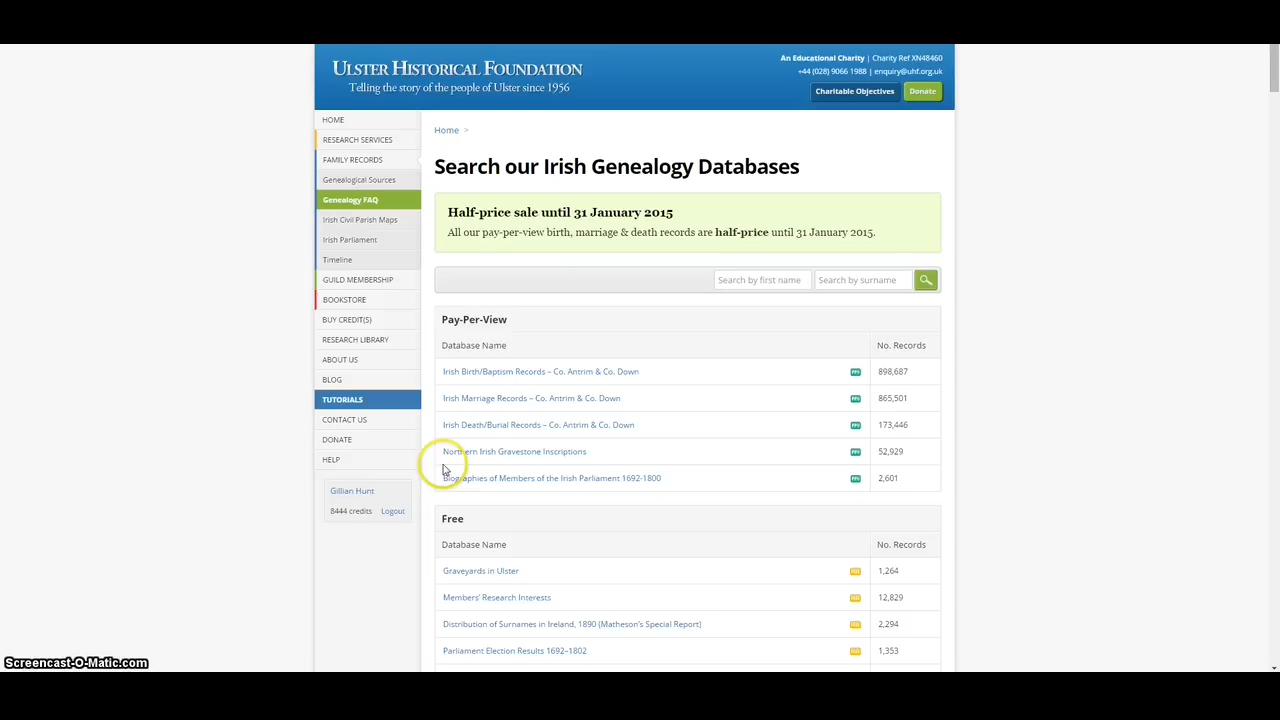 ULSTER HISTORICAL FOUNDATION
Telling the story of the people of Ulster since 1956
An Educational Charity | Charity Ref XN48460
+44 (028) 9066 1988 | enquiry@uhf.org.uk
Charitable Objectives
Donate
HOME
RESEARCH SERVICES
FAMILY RECORDS
Genealogical Sources
Genealogy FAQ
Irish Civil Parish Maps
Irish Parliament
Timeline
GUILD MEMBERSHIP
BOOKSTORE
BUY CREDIT(S)
RESEARCH LIBRARY
ABOUT US
BLOG
TUTORIALS
CONTACT US
DONATE
HELP
Gillian Hunt
8444 credits Logout
Home >
Search our Irish Genealogy Databases
Half-price sale until 31 January 2015
All our pay-per-view birth, marriage & death records are half-price until 31 January 2015.
Search by first name
Search by surname
Pay-Per-View
Database Name No. Records
Irish Birth/Baptism Records – Co. Antrim & Co. Down PPV 898,687
Irish Marriage Records – Co. Antrim & Co. Down PPV 865,501
Irish Death/Burial Records – Co. Antrim & Co. Down PPV 173,446
Northern Irish Gravestone Inscriptions PPV 52,929
Biographies of Members of the Irish Parliament 1692-1800 PPV 2,601
Free
Database Name No. Records
Graveyards in Ulster 1,264
Members' Research Interests 12,829
Distribution of Surnames in Ireland, 1890 (Matheson's Special Report) 2,294
Parliament Election Results 1692–1802 1,353
Screencast-O-Matic.com